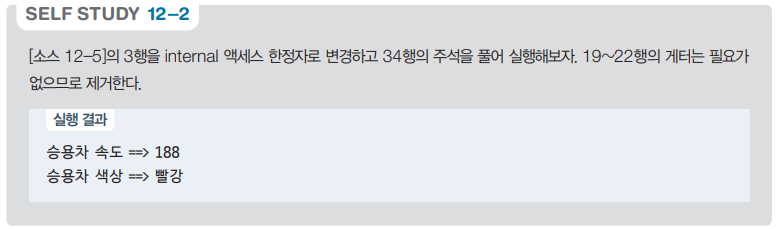 SELF STUDY 12-2
[소스 12-5]의 3행을 internal 액세스 한정자로 변경하고 34행의 주석을 풀어 실행해보자. 19~22행의 게터는 필요가
없으므로 제거한다.
실행 결과
승용차 속도 ==> 188
승용차 색상 ==> 빨강